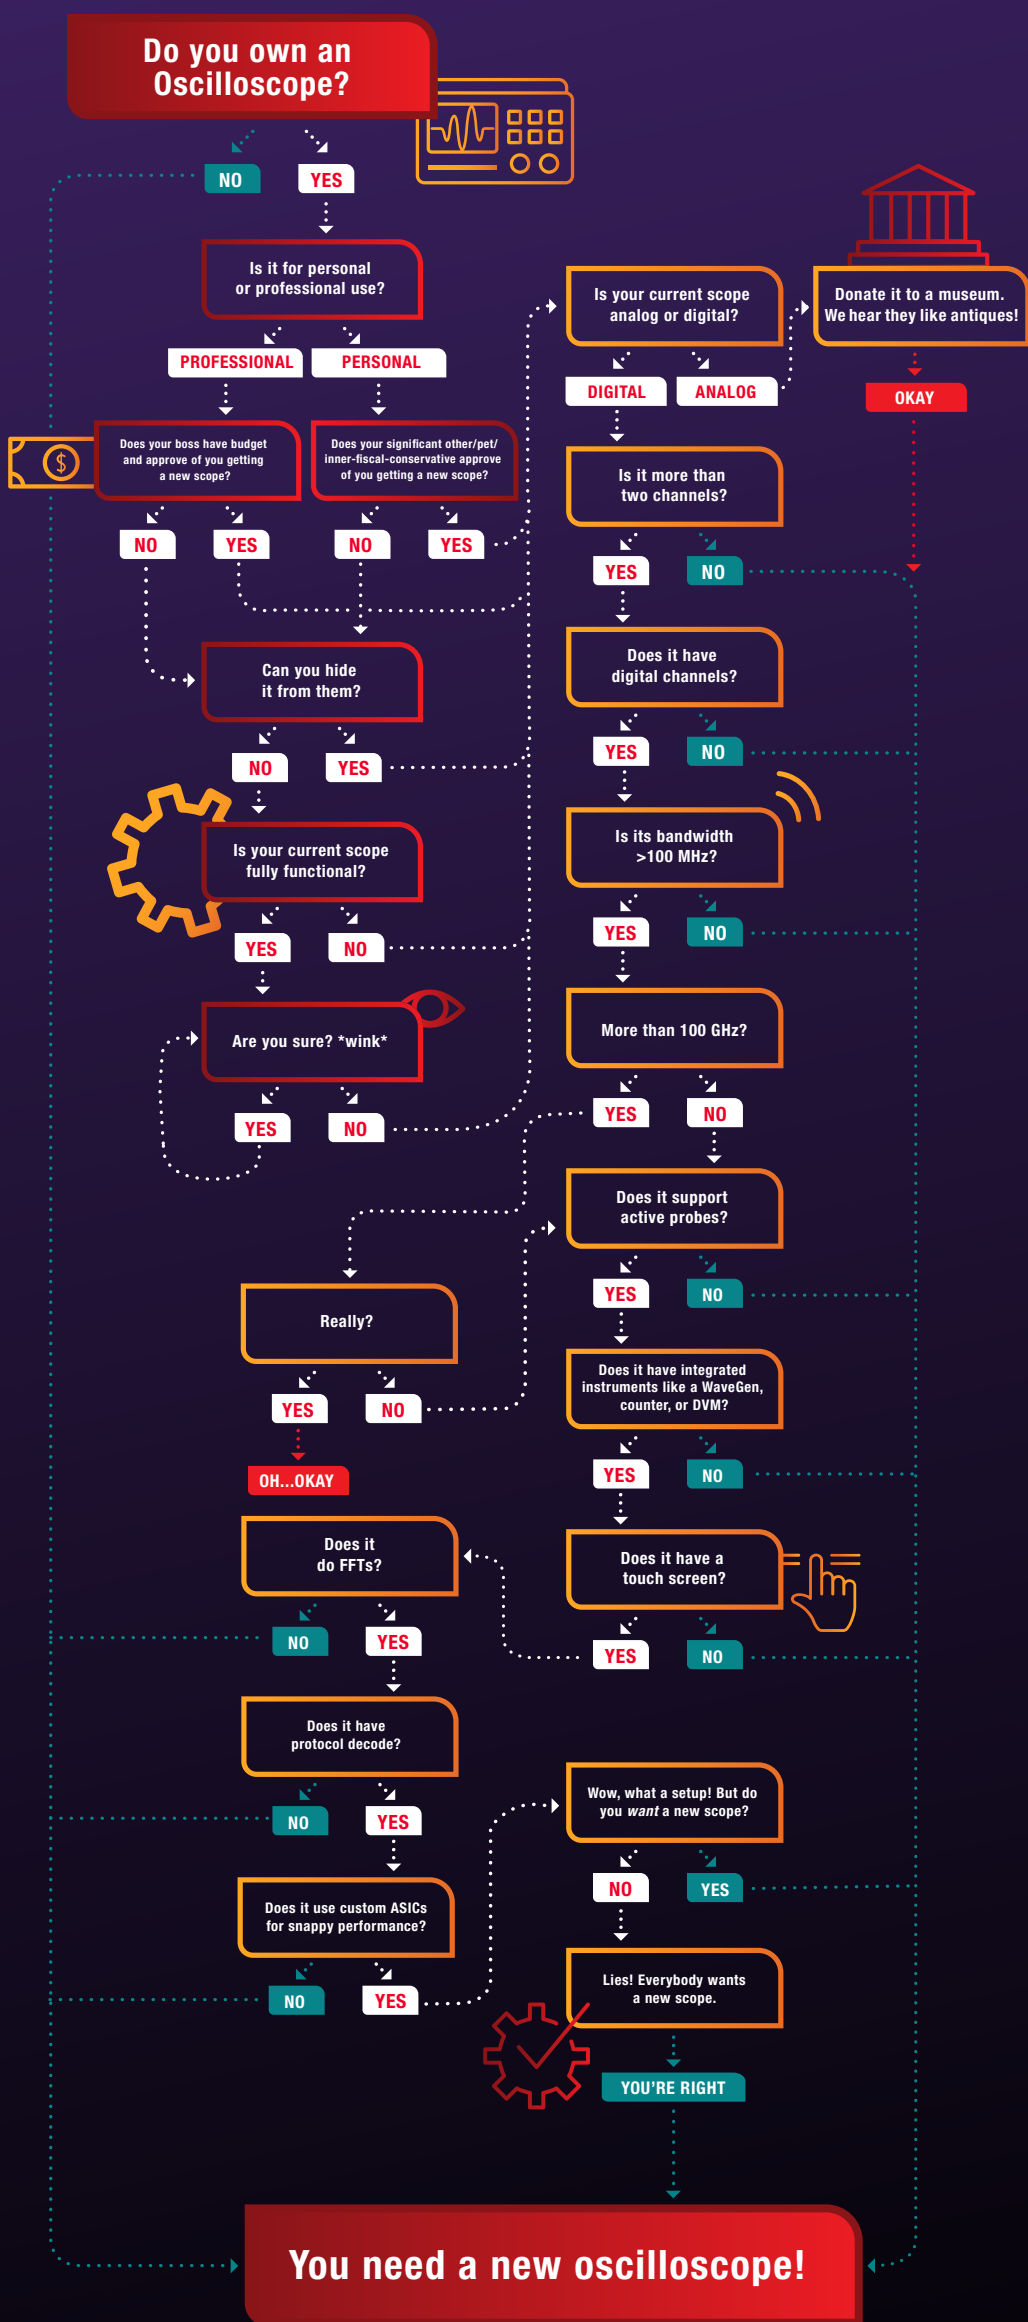 Do you own an
Oscilloscope?
NO
YES
Is it for personal
or professional use?
PROFESSIONAL
PERSONAL
Does your boss have budget
and approve of you getting
a new scope?
Does your significant other/pet/
inner-fiscal-conservative approve
of you getting a new scope?
$
NO
YES
NO
YES
Can you hide
it from them?
NO
YES
Is your current scope
fully functional?
YES
NO
Are you sure? *wink*
YES
NO
Is your current scope
analog or digital?
DIGITAL
ANALOG
Donate it to a museum.
We hear they like antiques!
OKAY
Is it more than
two channels?
YES
NO
Does it have
digital channels?
YES
NO
Is its bandwidth
>100 MHz?
YES
NO
More than 100 GHz?
YES
NO
Really?
YES
NO
OH...OKAY
Does it support
active probes?
YES
NO
Does it have integrated
instruments like a WaveGen,
counter, or DVM?
YES
NO
Does it have a
touch screen?
YES
NO
Does it
do FFTs?
NO
YES
Does it have
protocol decode?
NO
YES
Does it use custom ASICs
for snappy performance?
NO
YES
Wow, what a setup! But do
you want a new scope?
NO
YES
Lies! Everybody wants
a new scope.
YOU'RE RIGHT
You need a new oscilloscope!